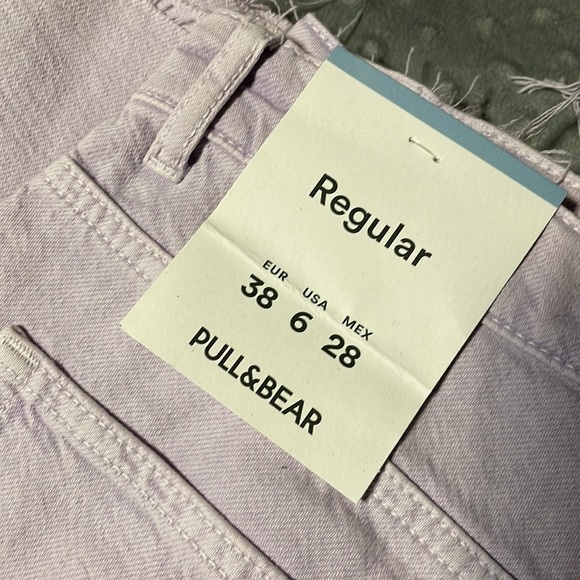 Regular
EUR USA MEX
38 6 28
PULL&BEAR